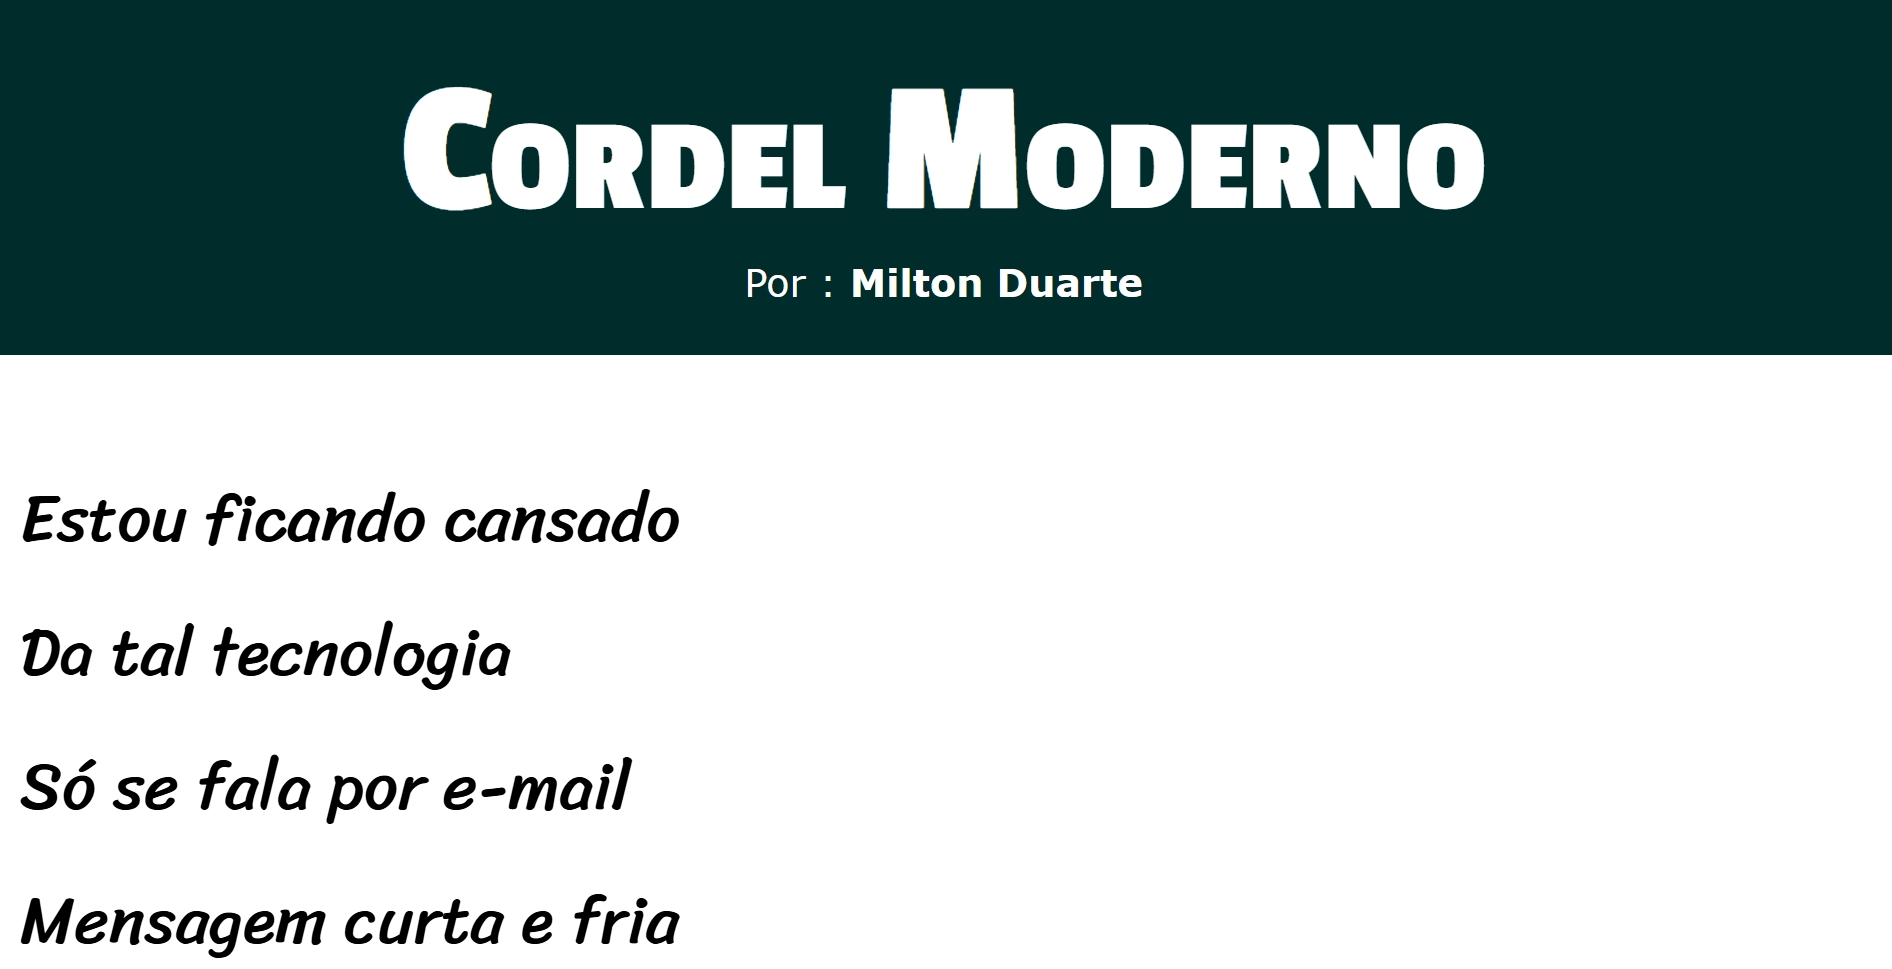 Cordel Moderno
Por : Milton Duarte
Estou ficando cansado
Da tal tecnologia
Só se fala por e-mail
Mensagem curta e fria